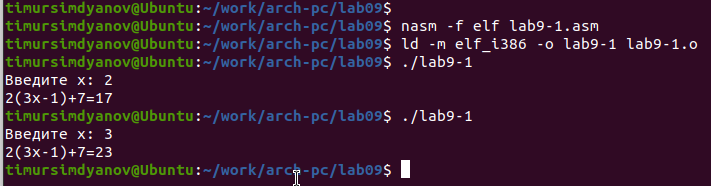 timursimdyanov@Ubuntu:~/work/arch-pc/lab09$
timursimdyanov@Ubuntu:~/work/arch-pc/lab09$ nasm -f elf lab9-1.asm
timursimdyanov@Ubuntu:~/work/arch-pc/lab09$ ld -m elf_i386 -o lab9-1 lab9-1.o
timursimdyanov@Ubuntu:~/work/arch-pc/lab09$ ./lab9-1
Введите x: 2
2(3x-1)+7=17
timursimdyanov@Ubuntu:~/work/arch-pc/lab09$ ./lab9-1
Введите x: 3
2(3x-1)+7=23
timursimdyanov@Ubuntu:~/work/arch-pc/lab09$